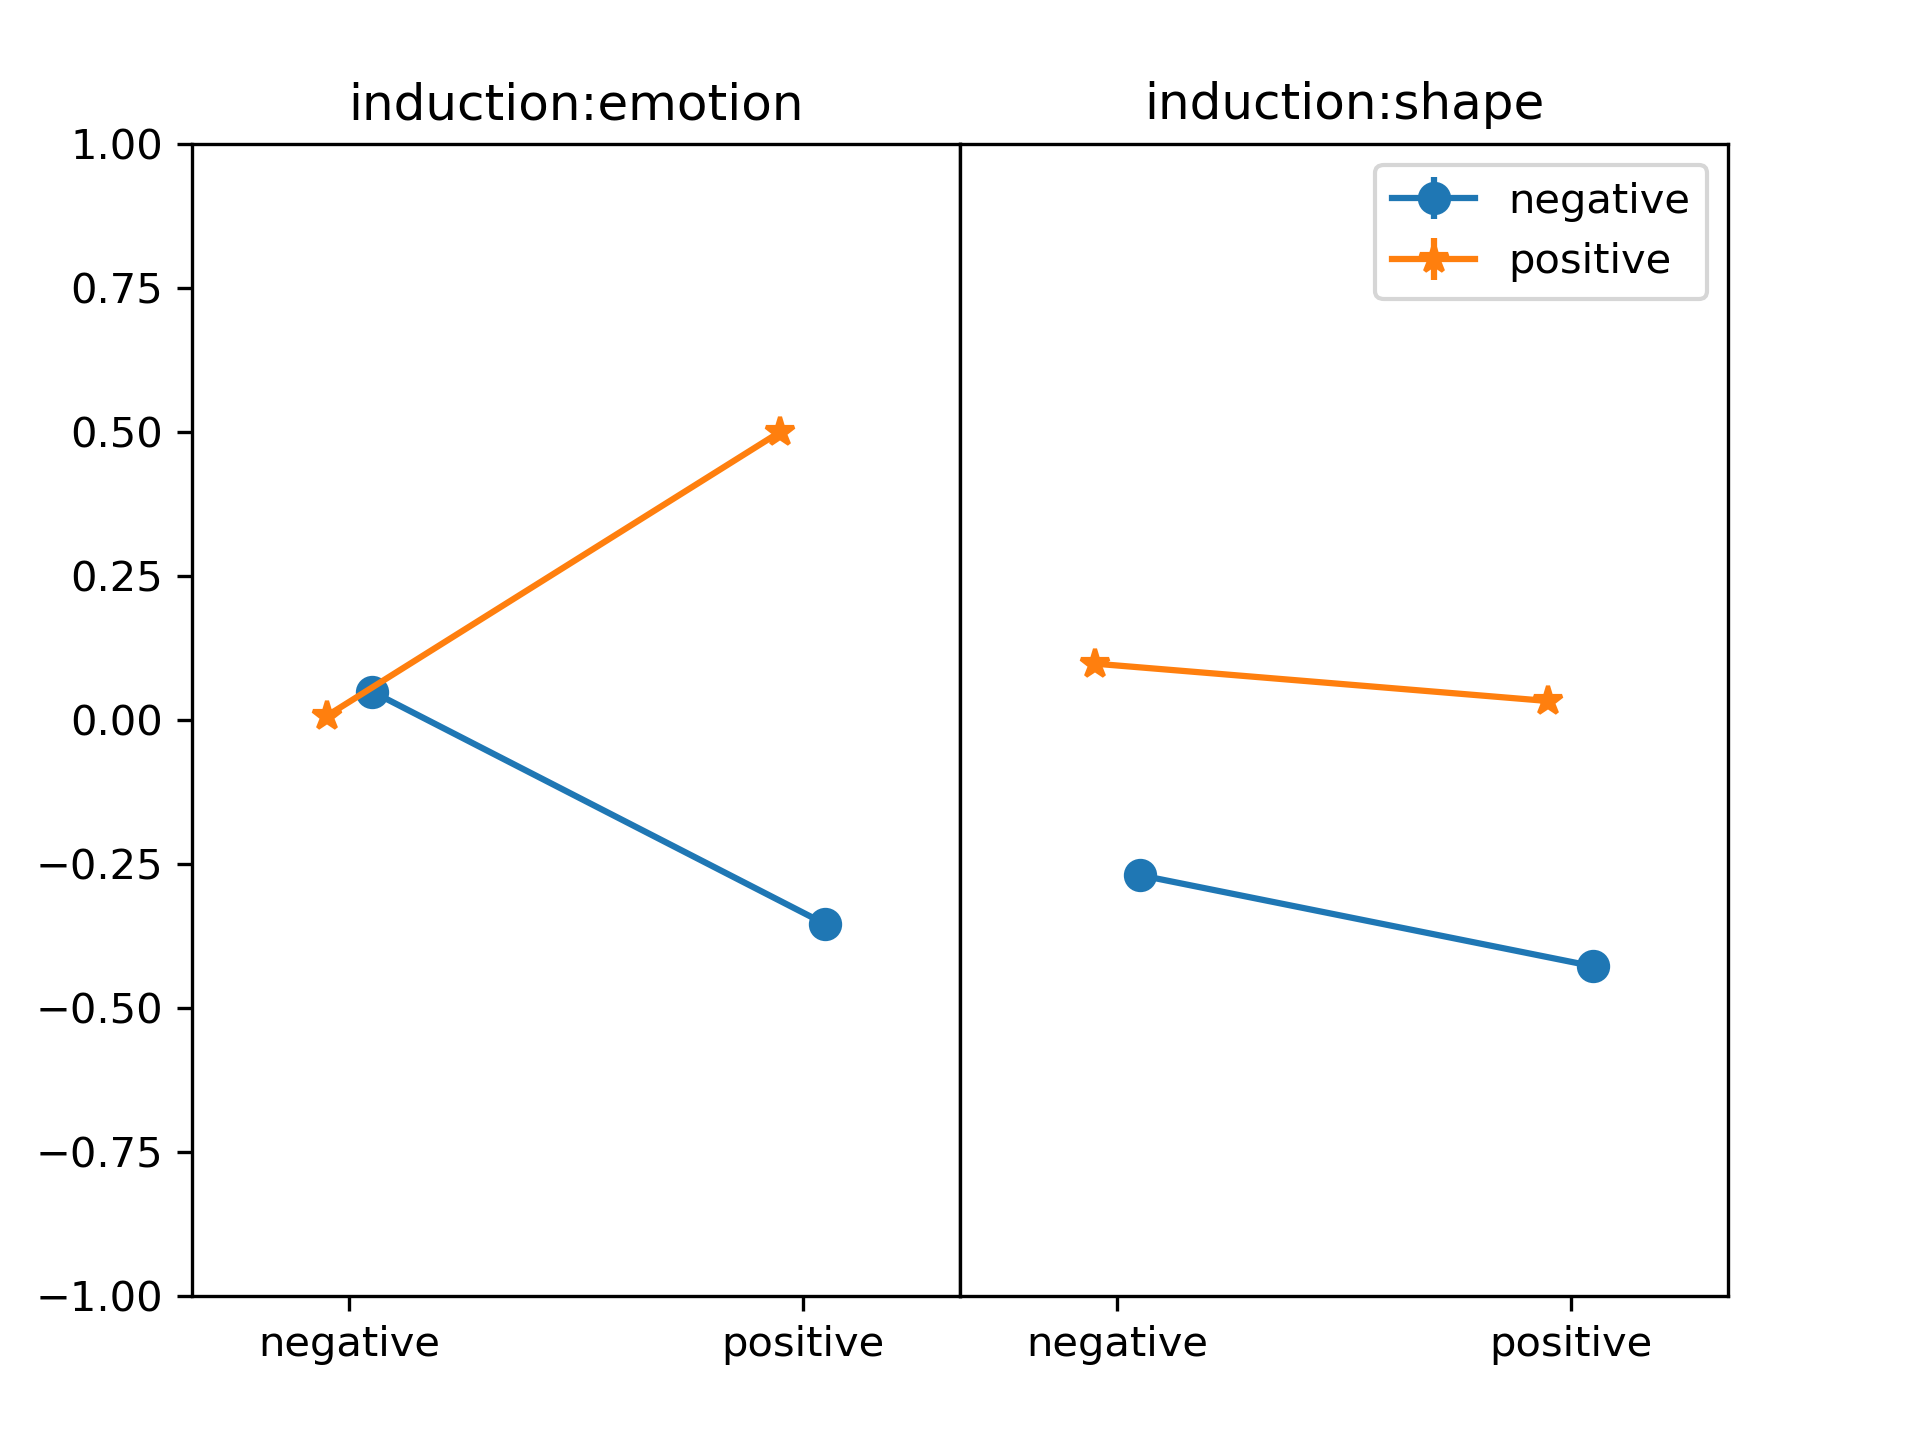 induction:emotion
induction:shape
1.00
0.75
0.50
0.25
0.00
−0.25
−0.50
−0.75
−1.00
negative
positive
negative
positive
negative
positive